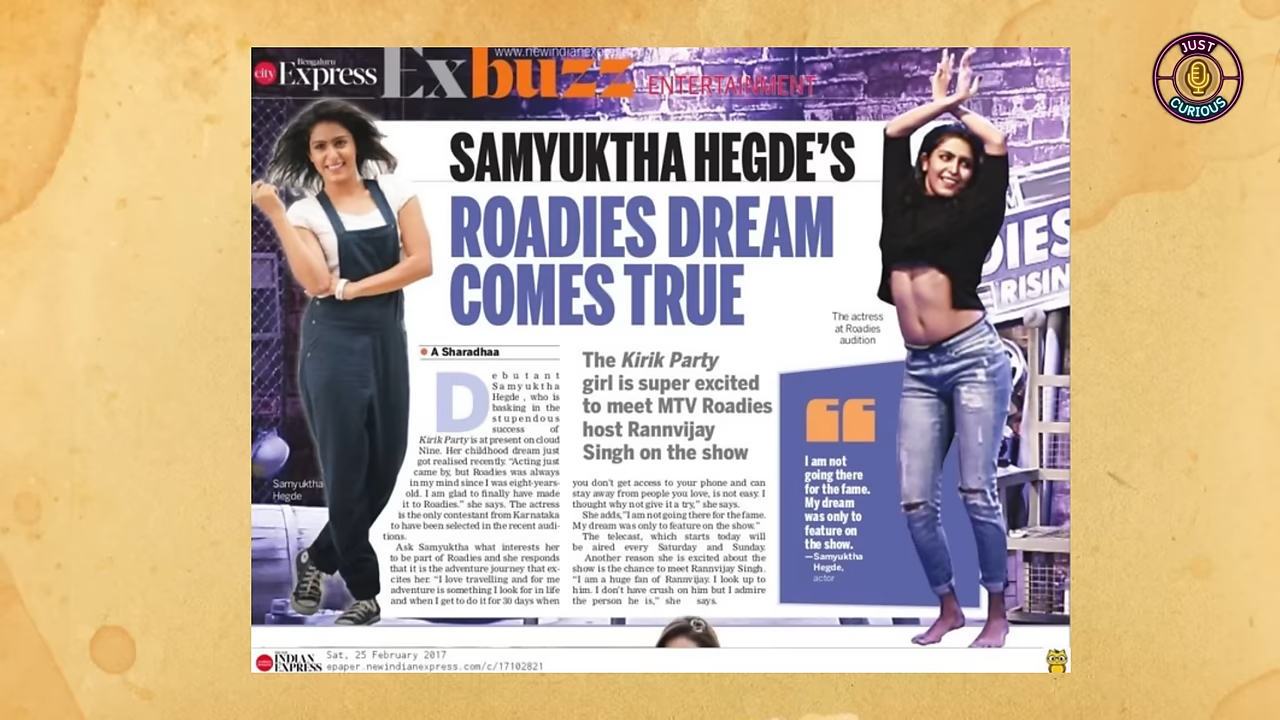 JUST
CURIOUS
www.newindianexpress.com
city
Bengaluru
Express
Exbuzz
ENTERTAINMENT
SAMYUKTHA HEGDE'S
ROADIES DREAM
COMES TRUE
DIES
RISIN
The actress
at Roadies
audition
Samyuktha
Hegde
A Sharadhaa
Debutant
Samyuktha
Hegde , who is
basking in the
stupendous
success of
Kirik Party is at present on cloud
Nine. Her childhood dream just
got realised recently. “Acting just
came by, but Roadies was always
in my mind since I was eight-years-
old. I am glad to finally have made
it to Roadies.” she says. The actress
is the only contestant from Karnataka
to have been selected in the recent audi-
tions.
Ask Samyuktha what interests her
to be part of Roadies and she responds
that it is the adventure journey that ex-
cites her. “I love travelling and for me
adventure is something I look for in life
and when I get to do it for 30 days when
The Kirik Party
girl is super excited
to meet MTV Roadies
host Rannvijay
Singh on the show
you don't get access to your phone and can
stay away from people you love, is not easy. I
thought why not give it a try,” she says.
She adds,“I am not going there for the fame.
My dream was only to feature on the show.”
The telecast, which starts today will
be aired every Saturday and Sunday.
Another reason she is excited about the
show is the chance to meet Rannvijay Singh.
“I am a huge fan of Rannvijay. I look up to
him. I don't have crush on him but I admire
the person he is,” she says.
“
I am not
going there
for the fame.
My dream
was only to
feature on
the show.
—Samyuktha
Hegde,
actor
INDIAN
EXPRESS
Sat, 25 February 2017
epaper.newindianexpress.com/c/17102821